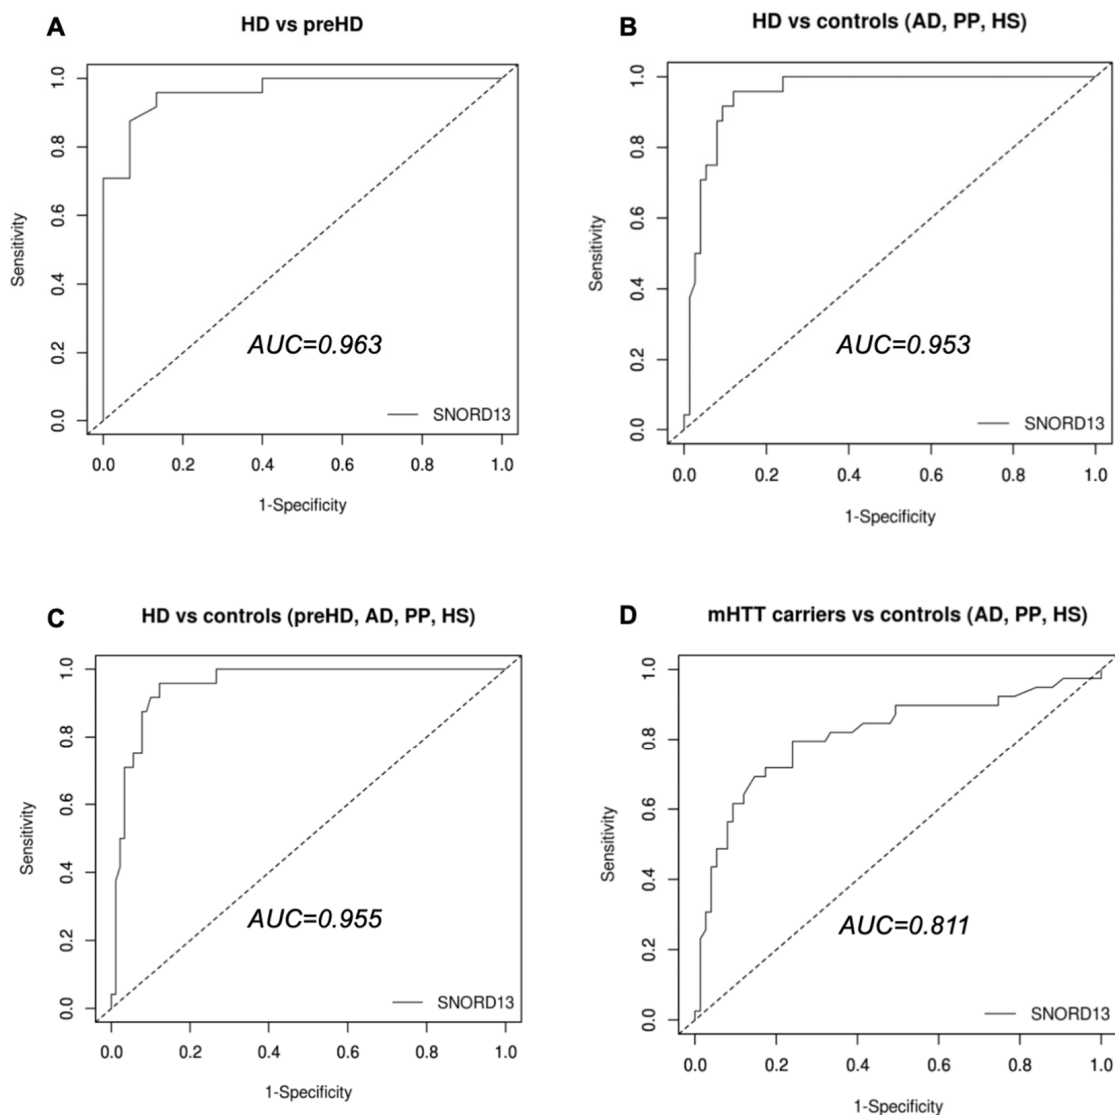 A
HD vs preHD
Sensitivity
1.0
0.8
0.6
0.4
0.2
0.0
AUC=0.963
SNORD13
0.0 0.2 0.4 0.6 0.8 1.0
1-Specificity
B
HD vs controls (AD, PP, HS)
Sensitivity
1.0
0.8
0.6
0.4
0.2
0.0
AUC=0.953
SNORD13
0.0 0.2 0.4 0.6 0.8 1.0
1-Specificity
C
HD vs controls (preHD, AD, PP, HS)
Sensitivity
1.0
0.8
0.6
0.4
0.2
0.0
AUC=0.955
SNORD13
0.0 0.2 0.4 0.6 0.8 1.0
1-Specificity
D
mHTT carriers vs controls (AD, PP, HS)
Sensitivity
1.0
0.8
0.6
0.4
0.2
0.0
AUC=0.811
SNORD13
0.0 0.2 0.4 0.6 0.8 1.0
1-Specificity